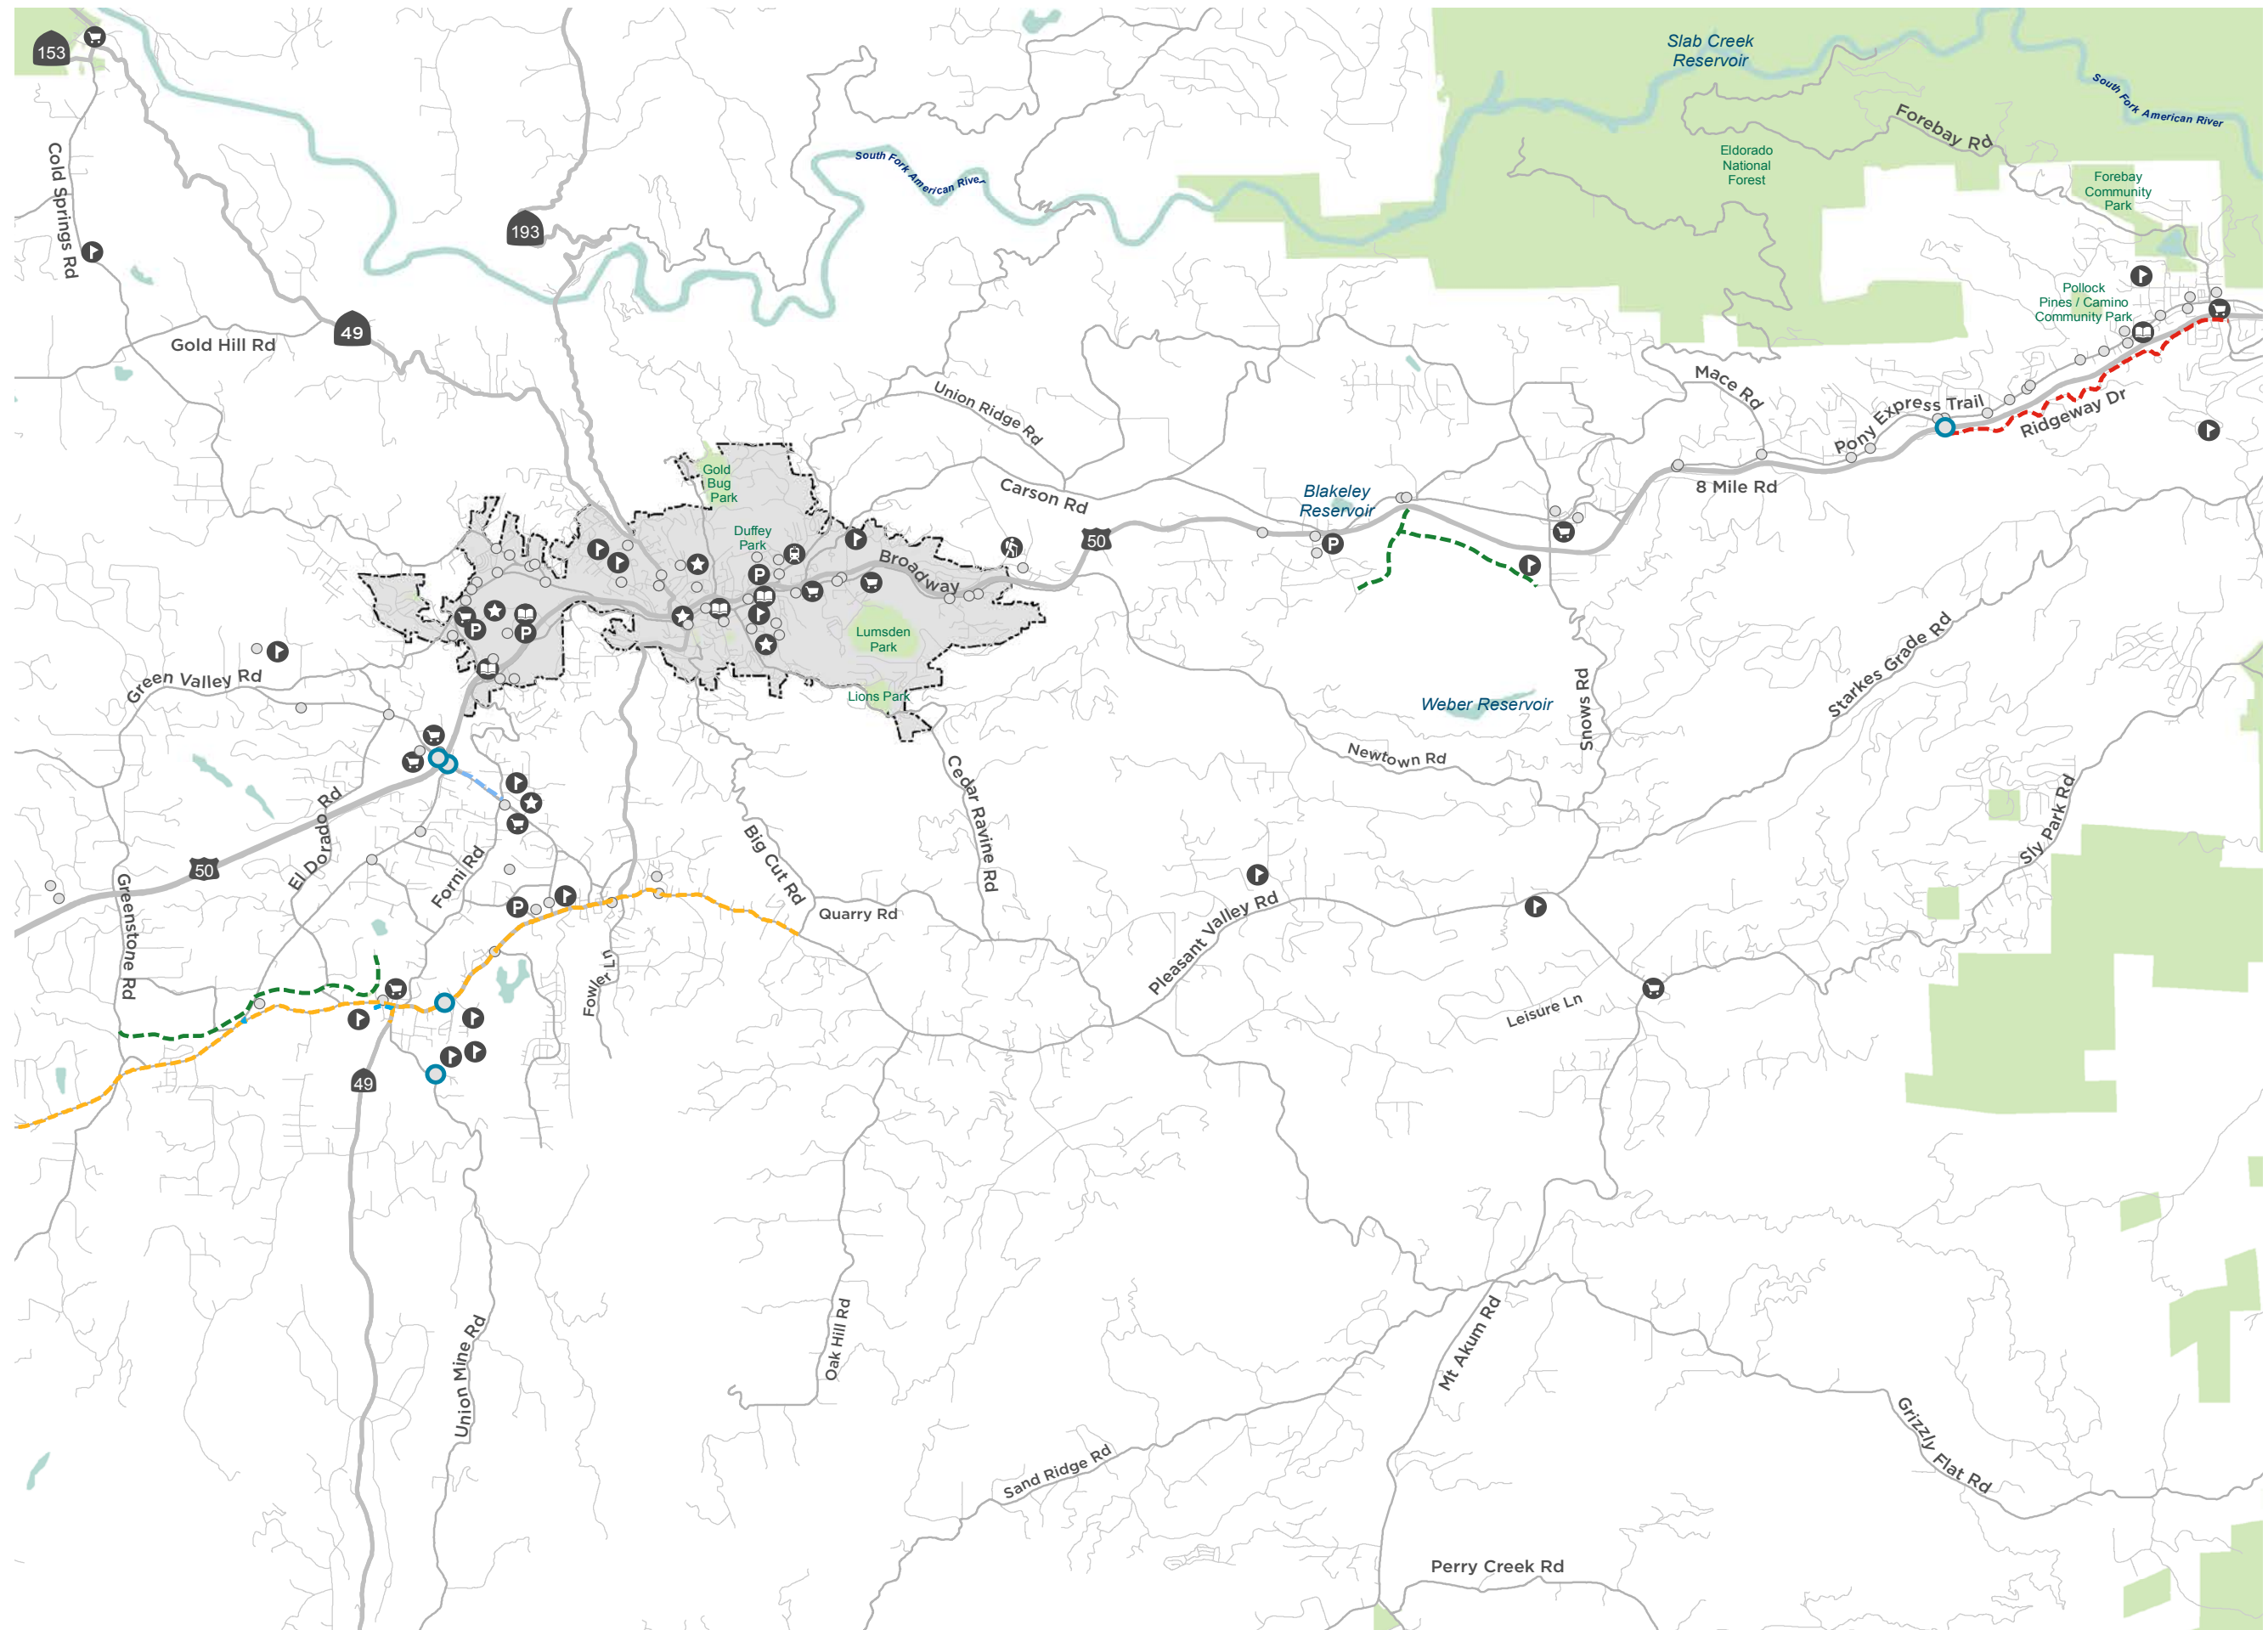 153
Slab Creek
Reservoir
South Fork American River
Forebay Rd
Cold Springs Rd
South Fork American River
Eldorado
National
Forest
Forebay
Community
Park
193
Pollock
Pines / Camino
Community Park
49
Gold Hill Rd
Mace Rd
Union Ridge Rd
Pony Express Trail
Ridgeway Dr
Gold
Bug
Park
Carson Rd
8 Mile Rd
Blakeley
Reservoir
Duffey
Park
50
Broadway
P
P
P
P
Lumsden
Park
Green Valley Rd
Lions Park
Snows Rd
Starkes Grade Rd
Weber Reservoir
Newtown Rd
Cedar Ravine Rd
El Dorado Rd
Big Cut Rd
Sly Park Rd
50
Forni Rd
Greenstone Rd
P
Quarry Rd
Pleasant Valley Rd
Fowler Ln
Leisure Ln
49
Oak Hill Rd
Union Mine Rd
Mt Akum Rd
Grizzly Flat Rd
Sand Ridge Rd
Perry Creek Rd